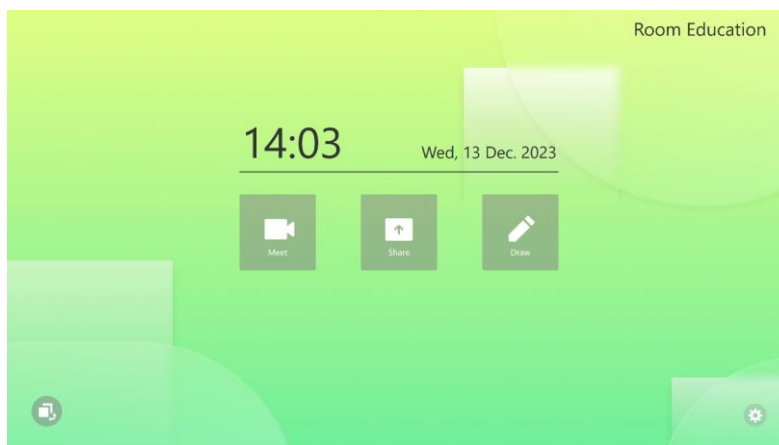 Room Education
14:03
Wed, 13 Dec. 2023
Meet
Share
Draw